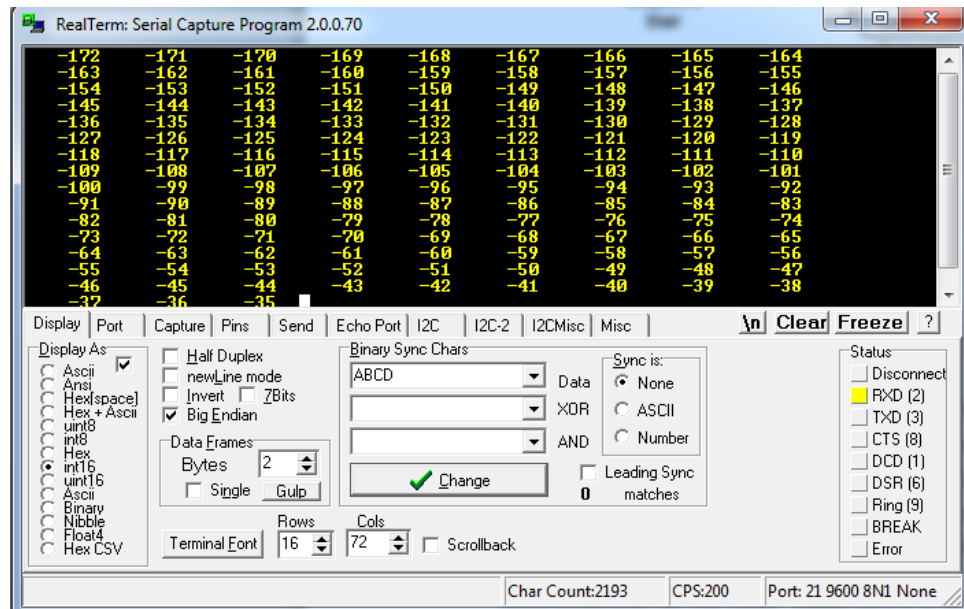 RealTerm: Serial Capture Program 2.0.0.70
-172 -171 -170 -169 -168 -167 -166 -165 -164
-163 -162 -161 -160 -159 -158 -157 -156 -155
-154 -153 -152 -151 -150 -149 -148 -147 -146
-145 -144 -143 -142 -141 -140 -139 -138 -137
-136 -135 -134 -133 -132 -131 -130 -129 -128
-127 -126 -125 -124 -123 -122 -121 -120 -119
-118 -117 -116 -115 -114 -113 -112 -111 -110
-109 -108 -107 -106 -105 -104 -103 -102 -101
-100 -99 -98 -97 -96 -95 -94 -93 -92
-91 -90 -89 -88 -87 -86 -85 -84 -83
-82 -81 -80 -79 -78 -77 -76 -75 -74
-73 -72 -71 -70 -69 -68 -67 -66 -65
-64 -63 -62 -61 -60 -59 -58 -57 -56
-55 -54 -53 -52 -51 -50 -49 -48 -47
-46 -45 -44 -43 -42 -41 -40 -39 -38
-37 -36 -35
Display Port Capture Pins Send Echo Port I2C I2C-2 I2CMisc Misc \n Clear Freeze ?
Display As
Ascii
Ansi
Hex[space]
Hex + Ascii
uint8
int8
Hex
int16
uint16
Ascii
Binary
Nibble
Float4
Hex CSV
Half Duplex
newLine mode
Invert 7Bits
Big Endian
Data Frames
Bytes 2
Single Gulp
Terminal Font
Rows
16
Cols
72
Scrollback
Binary Sync Chars
ABCD Data
XOR
AND
Change
Sync is:
None
ASCII
Number
Leading Sync
0 matches
Status
Disconnect
RXD (2)
TXD (3)
CTS (8)
DCD (1)
DSR (6)
Ring (9)
BREAK
Error
Char Count:2193 CPS:200 Port: 21 9600 8N1 None